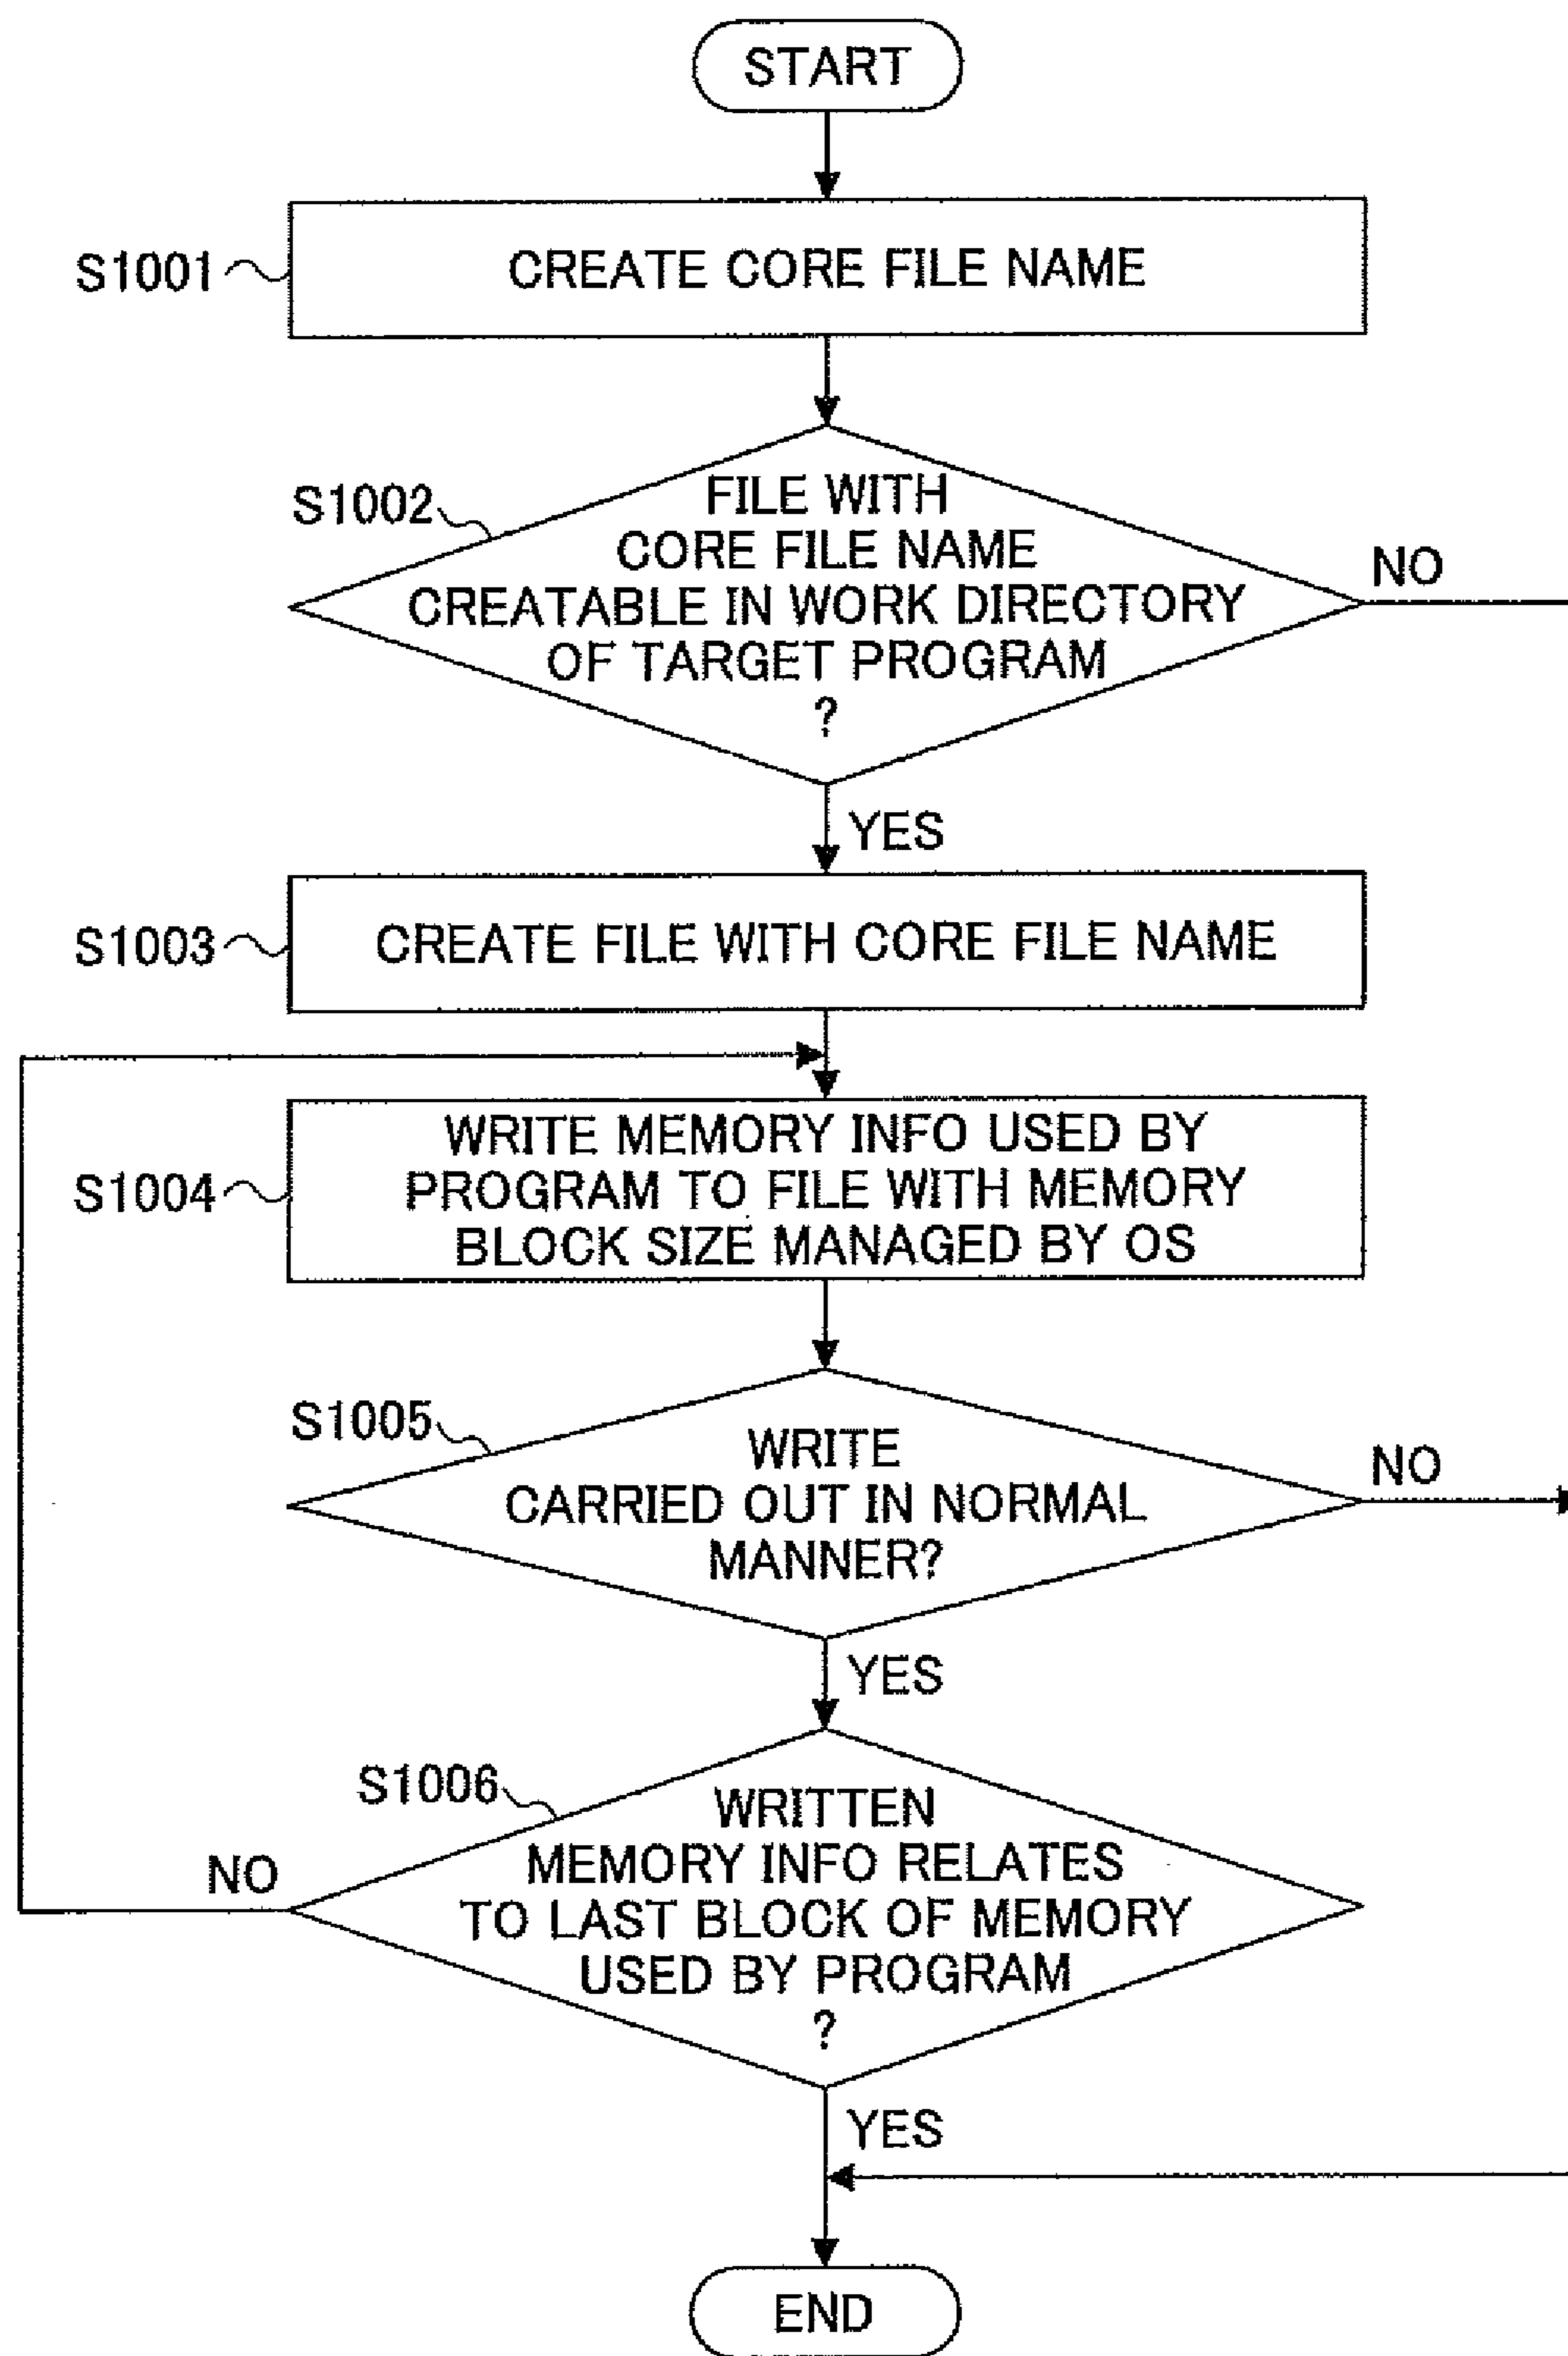 START
S1001
CREATE CORE FILE NAME
S1002
FILE WITH
CORE FILE NAME
CREATABLE IN WORK DIRECTORY
OF TARGET PROGRAM
?
NO
YES
S1003
CREATE FILE WITH CORE FILE NAME
S1004
WRITE MEMORY INFO USED BY
PROGRAM TO FILE WITH MEMORY
BLOCK SIZE MANAGED BY OS
S1005
WRITE
CARRIED OUT IN NORMAL
MANNER?
NO
YES
S1006
WRITTEN
MEMORY INFO RELATES
TO LAST BLOCK OF MEMORY
USED BY PROGRAM
?
NO
YES
END